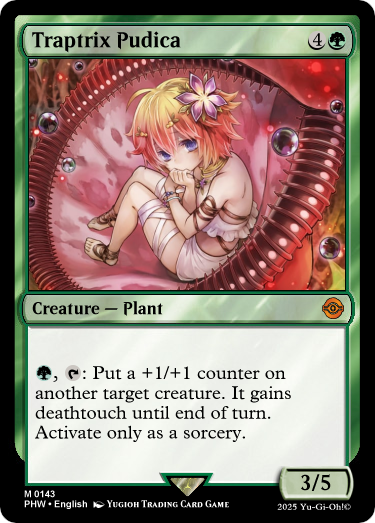 Traptrix Pudica 4
Creature — Plant
, : Put a +1/+1 counter on
another target creature. It gains
deathtouch until end of turn.
Activate only as a sorcery.
3/5
M 0143
PHW • English Yugioh Trading Card Game
2025 Yu-Gi-Oh!©